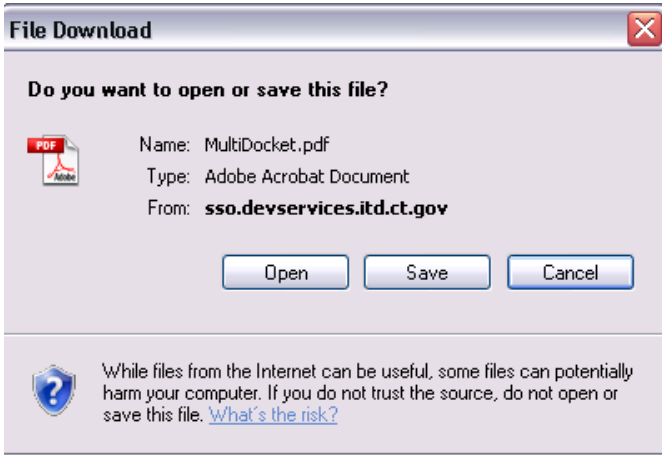 File Download
Do you want to open or save this file?
PDF
Adobe
Name: MultiDocket.pdf
Type: Adobe Acrobat Document
From: sso.devservices.itd.ct.gov
Open Save Cancel
While files from the Internet can be useful, some files can potentially
harm your computer. If you do not trust the source, do not open or
save this file. What's the risk?